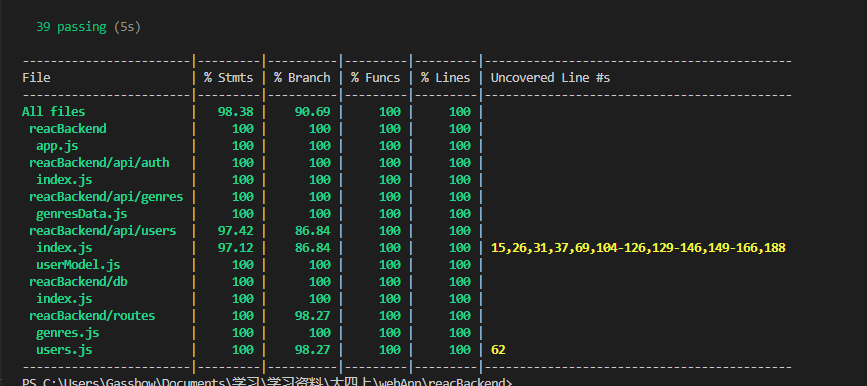 39 passing (5s)
-----------------------|---------|----------|---------|---------|----------------------------------------
File                   | % Stmts | % Branch | % Funcs | % Lines | Uncovered Line #s
-----------------------|---------|----------|---------|---------|----------------------------------------
All files              |   98.38 |    90.69 |     100 |     100 |
 reacBackend           |     100 |      100 |     100 |     100 |
  app.js               |     100 |      100 |     100 |     100 |
 reacBackend/api/auth  |     100 |      100 |     100 |     100 |
  index.js             |     100 |      100 |     100 |     100 |
 reacBackend/api/genres |     100 |      100 |     100 |     100 |
  genresData.js        |     100 |      100 |     100 |     100 |
 reacBackend/api/users |   97.42 |    86.84 |     100 |     100 |
  index.js             |   97.12 |    86.84 |     100 |     100 | 15,26,31,37,69,104-126,129-146,149-166,188
  userModel.js         |     100 |      100 |     100 |     100 |
 reacBackend/db        |     100 |      100 |     100 |     100 |
  index.js             |     100 |      100 |     100 |     100 |
 reacBackend/routes    |     100 |    98.27 |     100 |     100 |
  genres.js            |     100 |      100 |     100 |     100 |
  users.js             |     100 |    98.27 |     100 |     100 | 62
-----------------------|---------|----------|---------|---------|----------------------------------------
PS C:\Users\Gasshow\Documents\学习\学习资料\大四上\webApp\reacBackend>